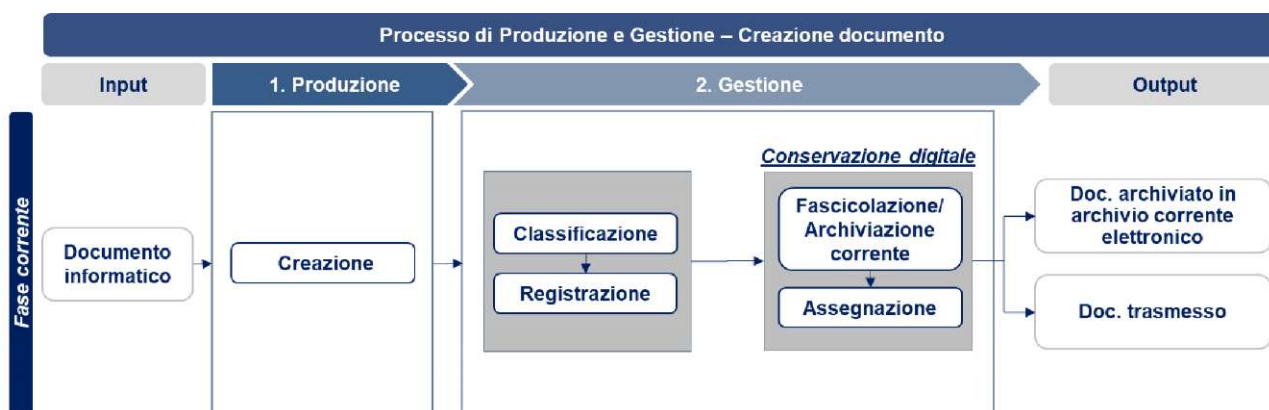 Processo di Produzione e Gestione – Creazione documento
Input
1. Produzione
2. Gestione
Output
Fase corrente
Documento
informatico
Creazione
Classificazione
Registrazione
Conservazione digitale
Fascicolazione/
Archiviazione
corrente
Assegnazione
Doc. archiviato in
archivio corrente
elettronico
Doc. trasmesso